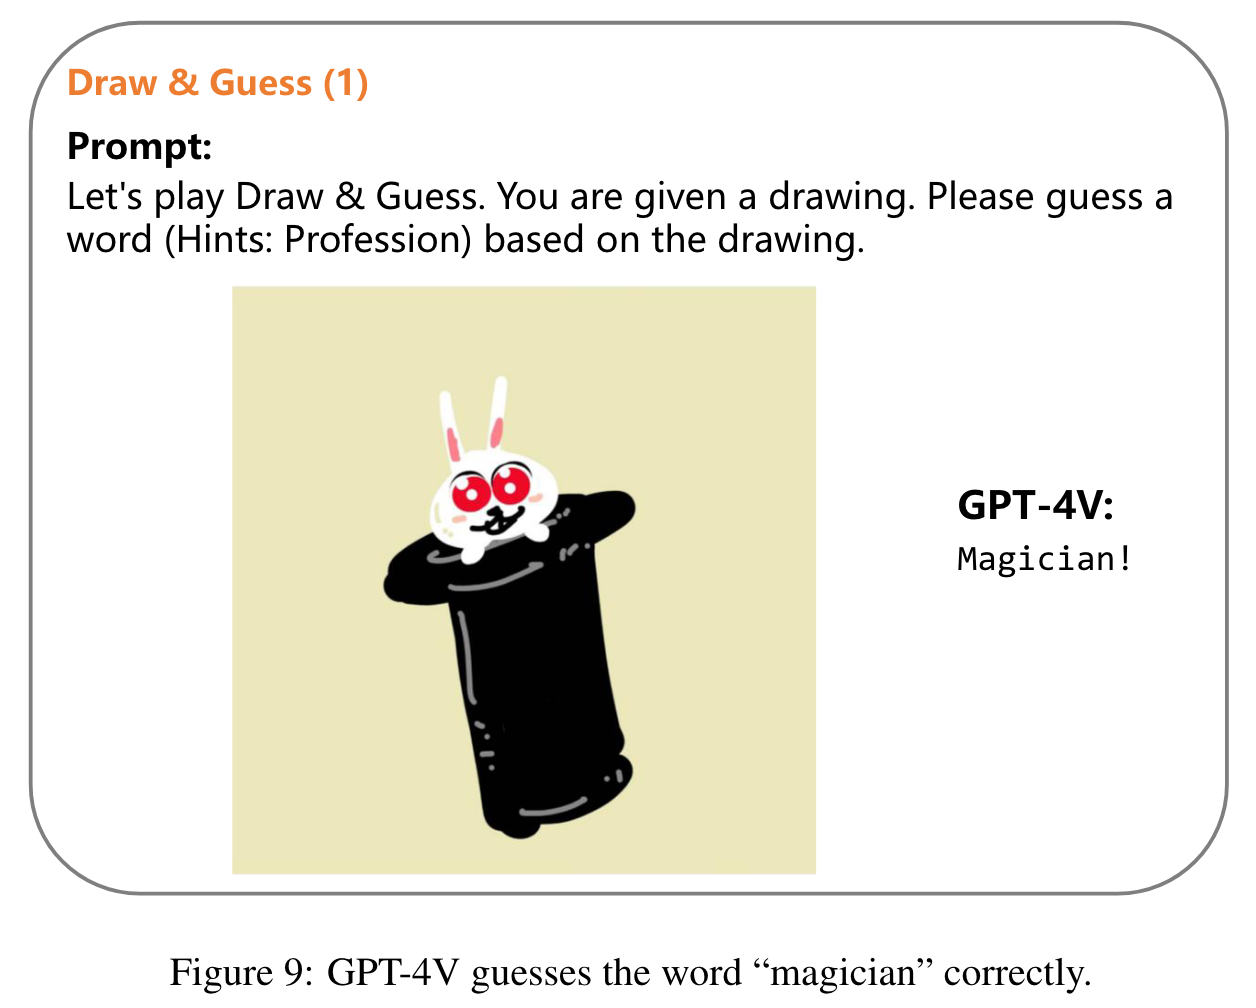 Draw & Guess (1)
Prompt:
Let's play Draw & Guess. You are given a drawing. Please guess a
word (Hints: Profession) based on the drawing.
GPT-4V:
Magician!
Figure 9: GPT-4V guesses the word “magician” correctly.